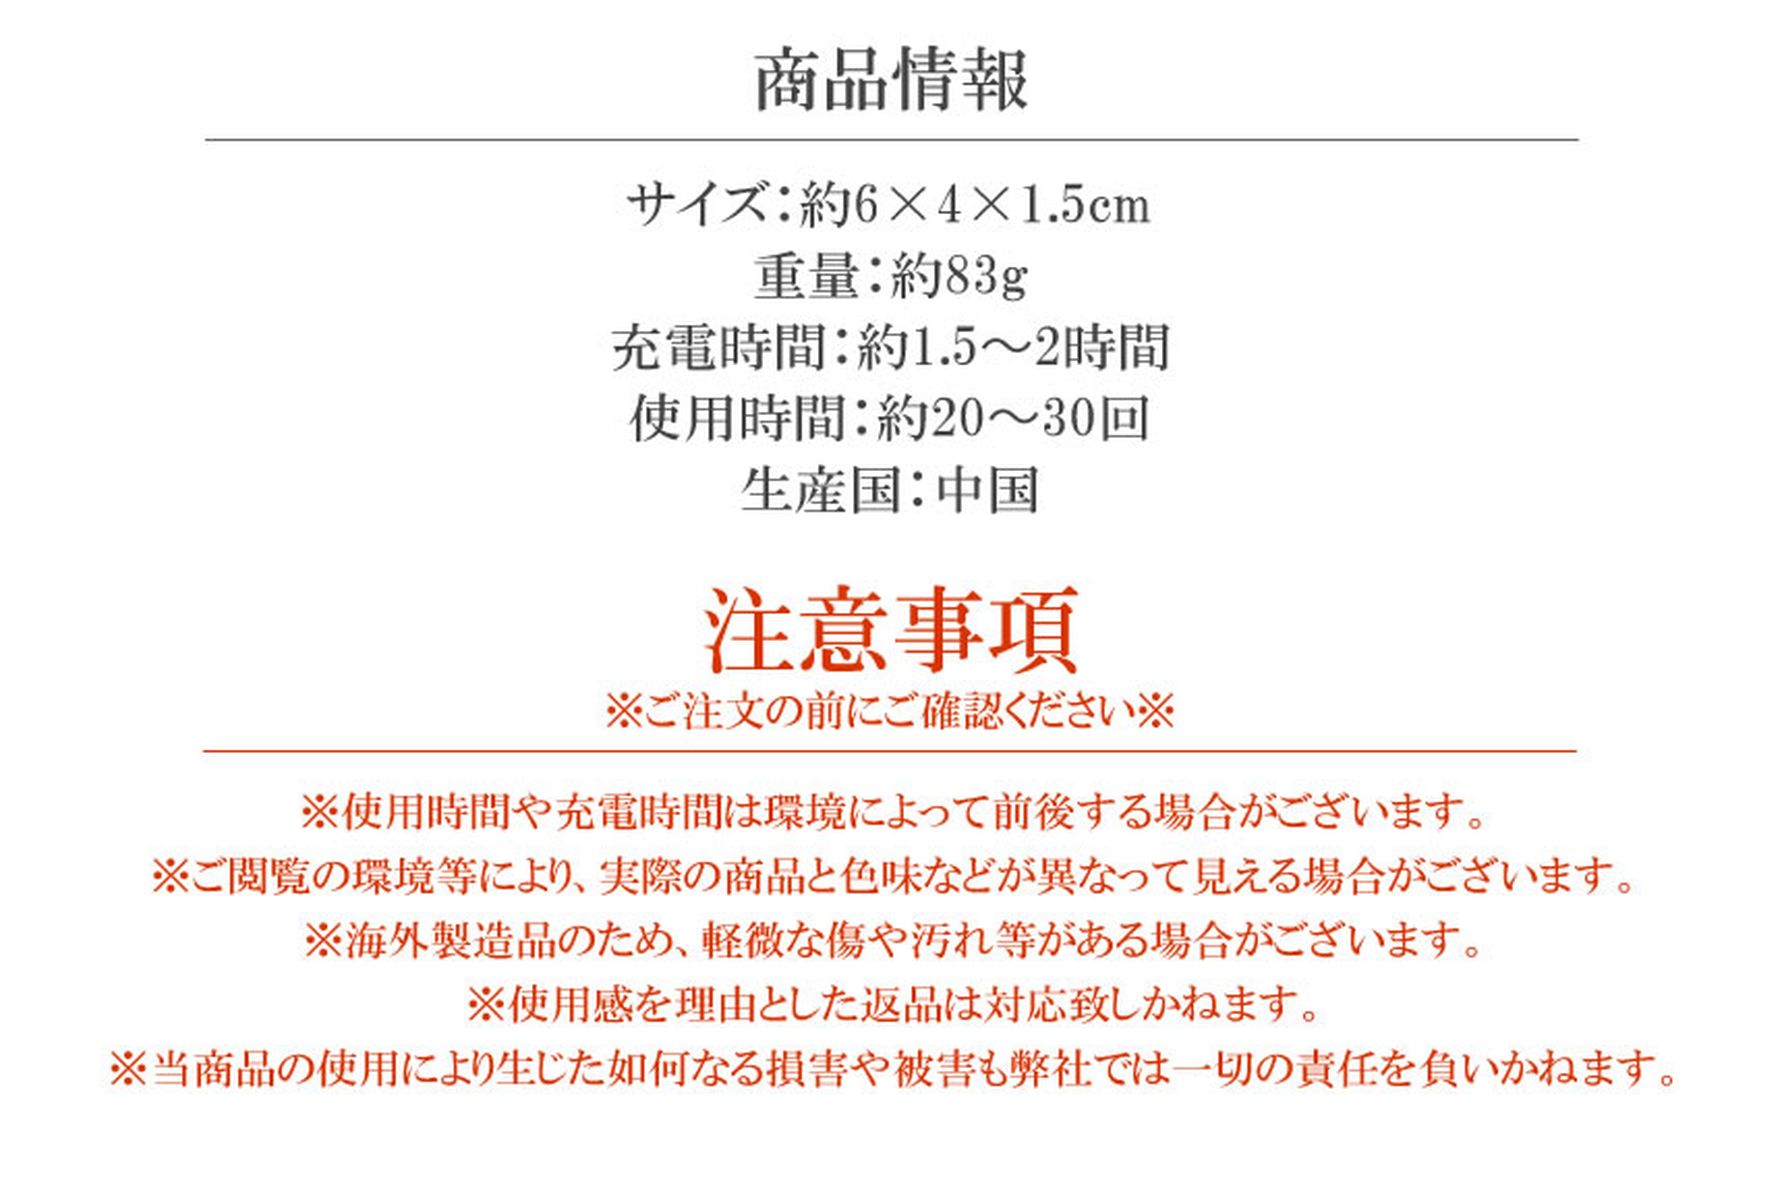 商品情報
サイズ：約6×4×1.5cm
重量：約83g
充電時間：約1.5～2時間
使用時間：約20～30回
生産国：中国
注意事項
※ご注文の前にご確認ください※
※使用時間や充電時間は環境によって前後する場合がございます。
※ご閲覧の環境等により、実際の商品と色味などが異なって見える場合がございます。
※海外製造品のため、軽微な傷や汚れ等がある場合がございます。
※使用感を理由とした返品は対応致しかねます。
※当商品の使用により生じた如何なる損害や被害も弊社では一切の責任を負いかねます。